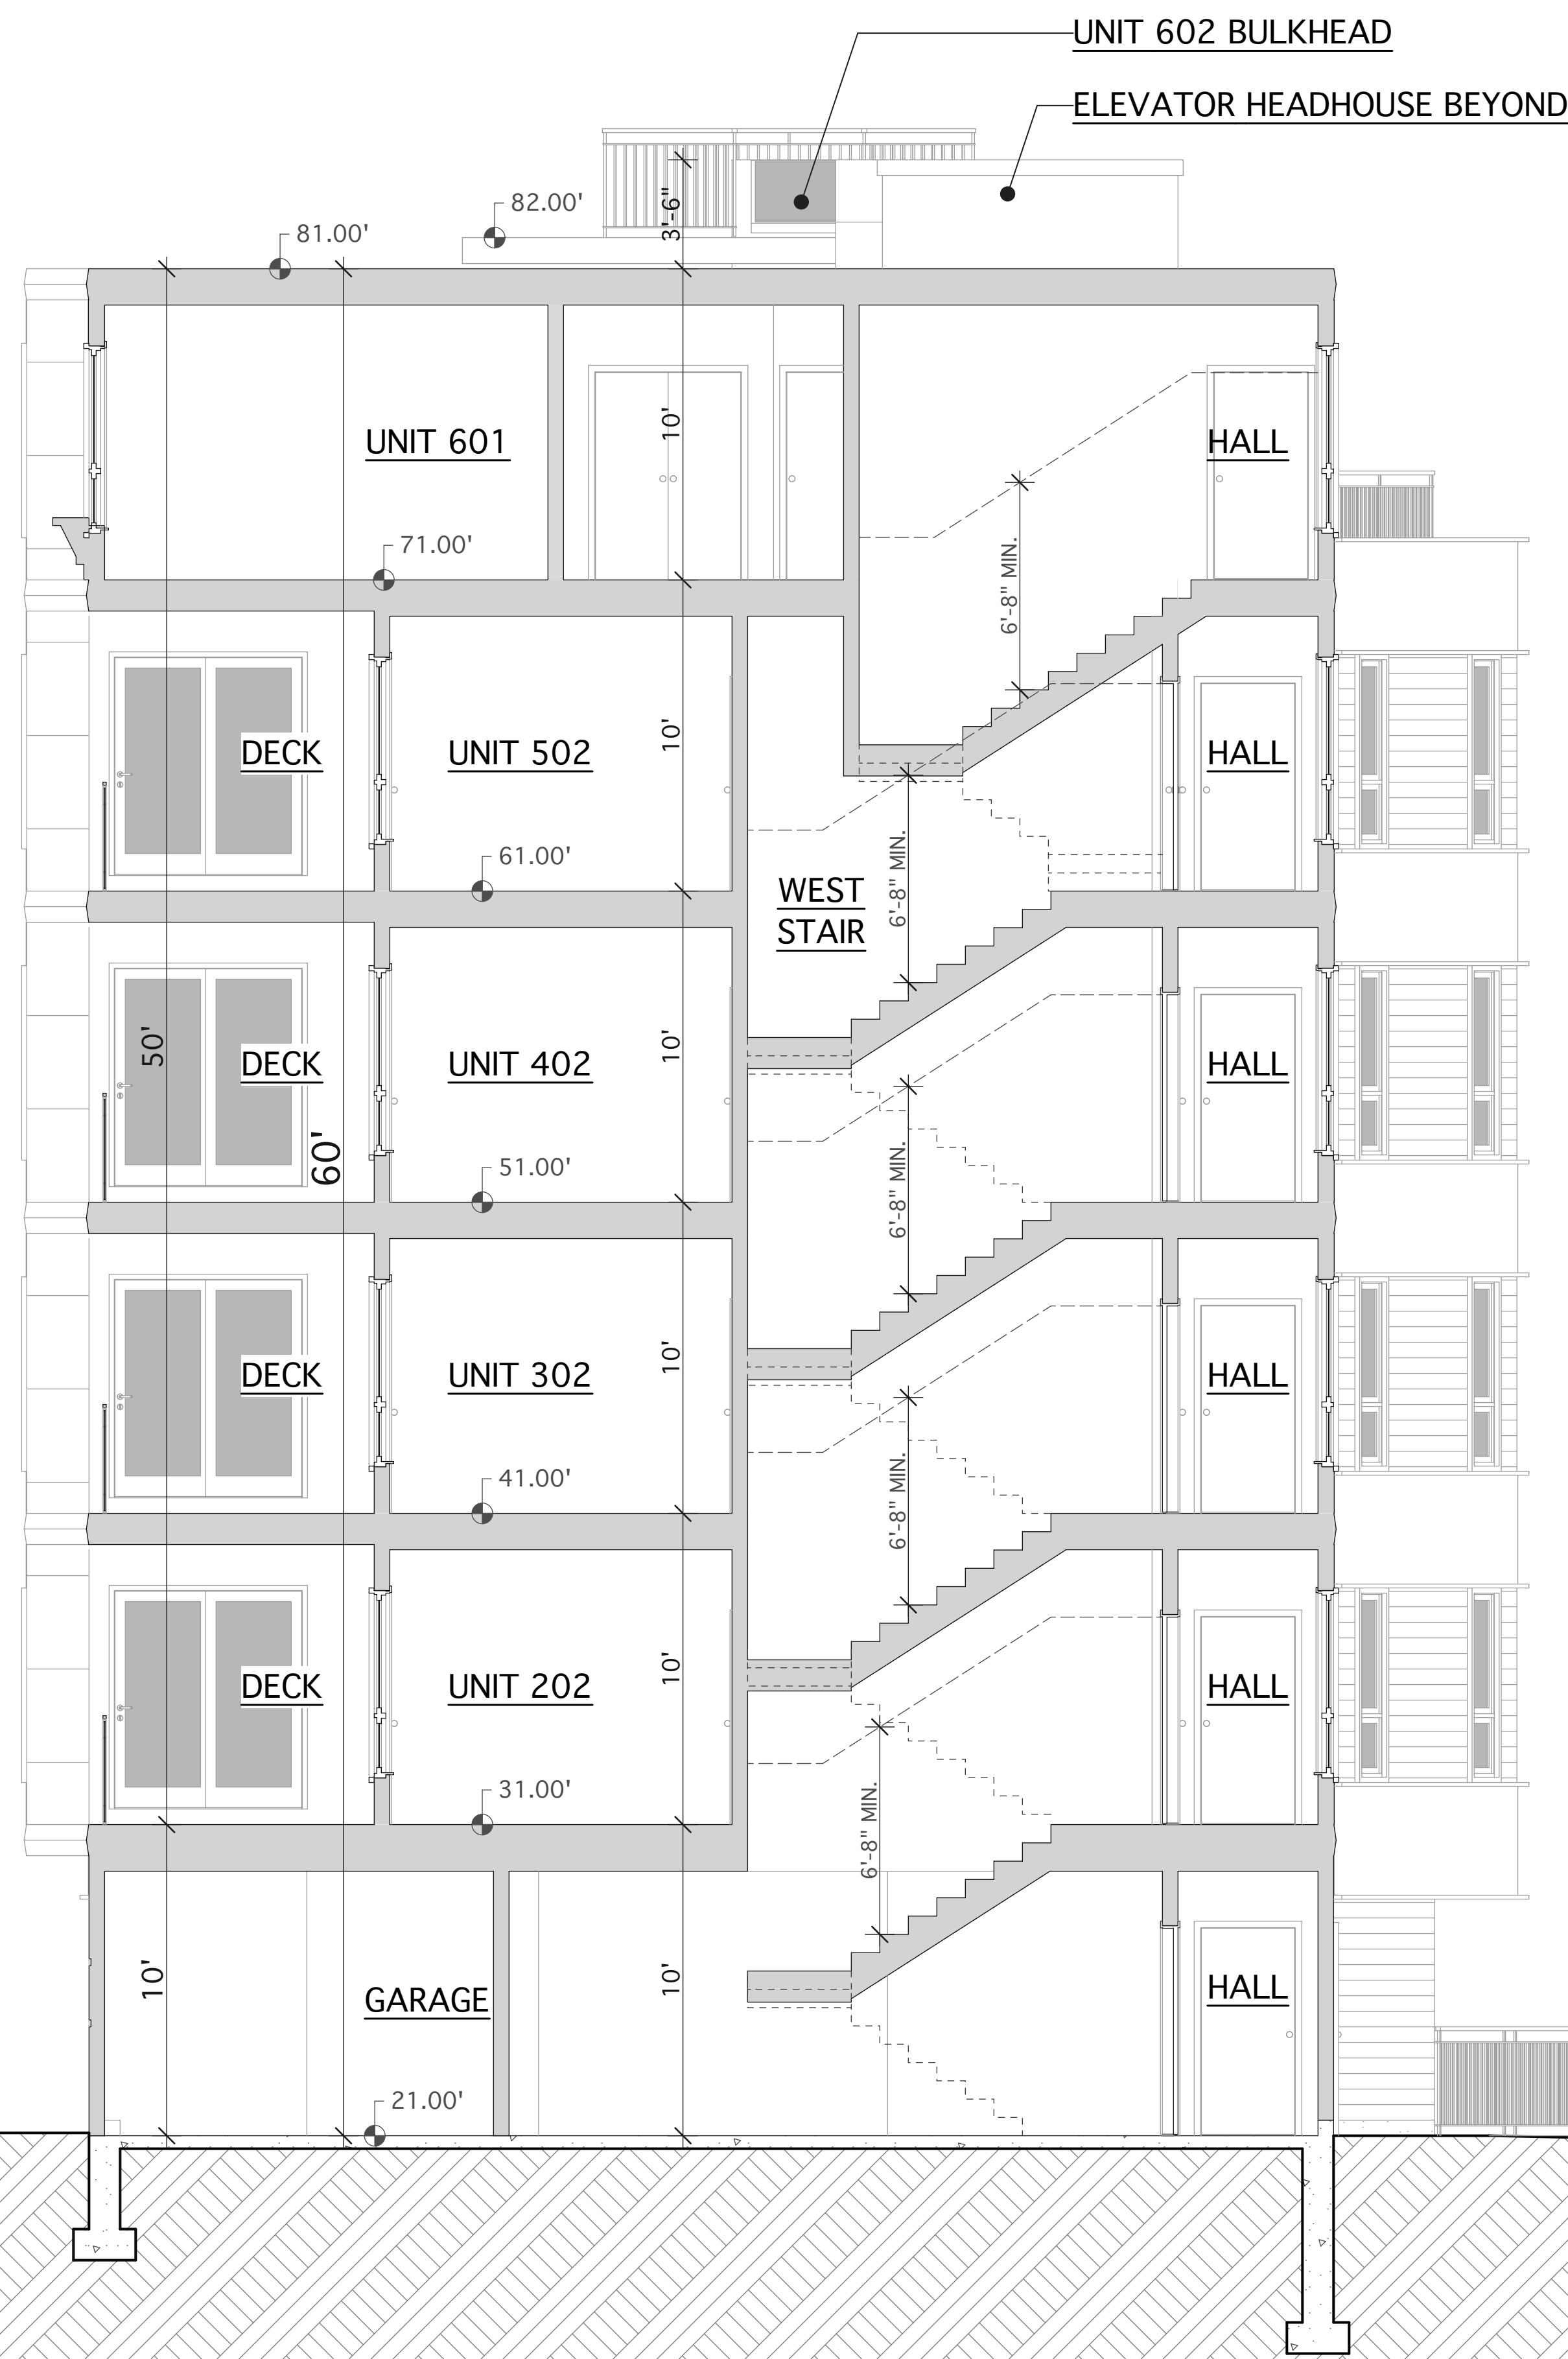 UNIT 602 BULKHEAD
ELEVATOR HEADHOUSE BEYOND
82.00'
3'-6"
81.00'
UNIT 601
10'
HALL
6'-8" MIN.
71.00'
DECK
UNIT 502
10'
HALL
6'-8" MIN.
61.00'
WEST
STAIR
50'
DECK
UNIT 402
10'
HALL
60'
6'-8" MIN.
51.00'
DECK
UNIT 302
10'
HALL
6'-8" MIN.
41.00'
DECK
UNIT 202
10'
HALL
31.00'
6'-8" MIN.
10'
GARAGE
10'
HALL
21.00'